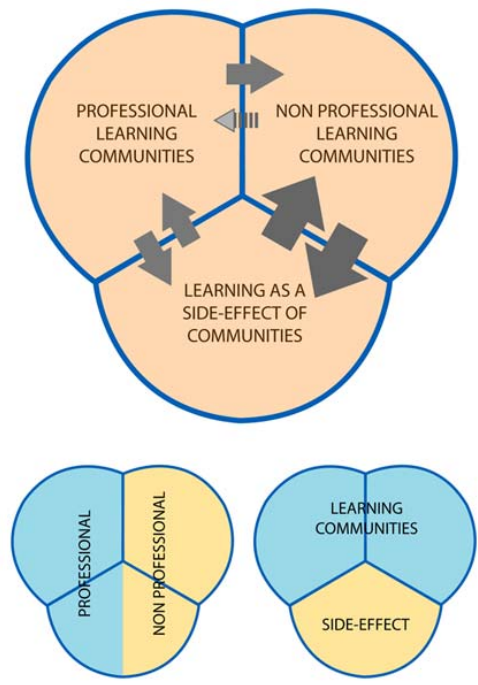 PROFESSIONAL
LEARNING
COMMUNITIES
NON PROFESSIONAL
LEARNING
COMMUNITIES
LEARNING AS A
SIDE-EFFECT OF
COMMUNITIES
PROFESSIONAL
NON PROFESSIONAL
LEARNING
COMMUNITIES
SIDE-EFFECT